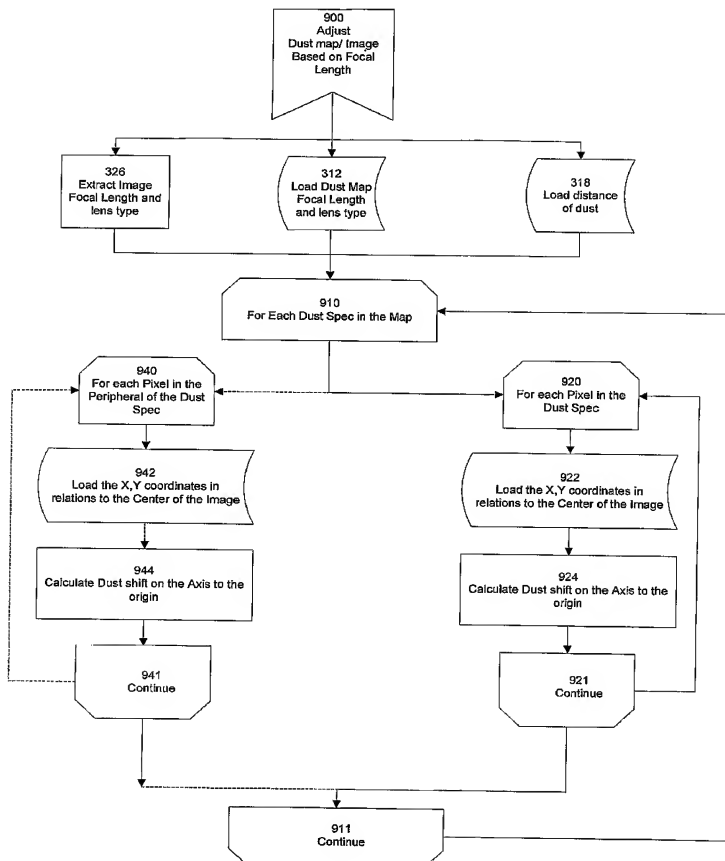 900
Adjust
Dust map/ Image
Based on Focal
Length
326
Extract Image
Focal Length and
lens type
312
Load Dust Map
Focal Length
and lens type
318
Load distance
of dust
910
For Each Dust Spec in the Map
940
For each Pixel in the
Peripheral of the Dust
Spec
920
For each Pixel in the
Dust Spec
942
Load the X,Y coordinates in
relations to the Center of the Image
922
Load the X,Y coordinates in
relations to the Center of the Image
944
Calculate Dust shift on the Axis to the
origin
924
Calculate Dust shift on the Axis to the
origin
941
Continue
921
Continue
911
Continue